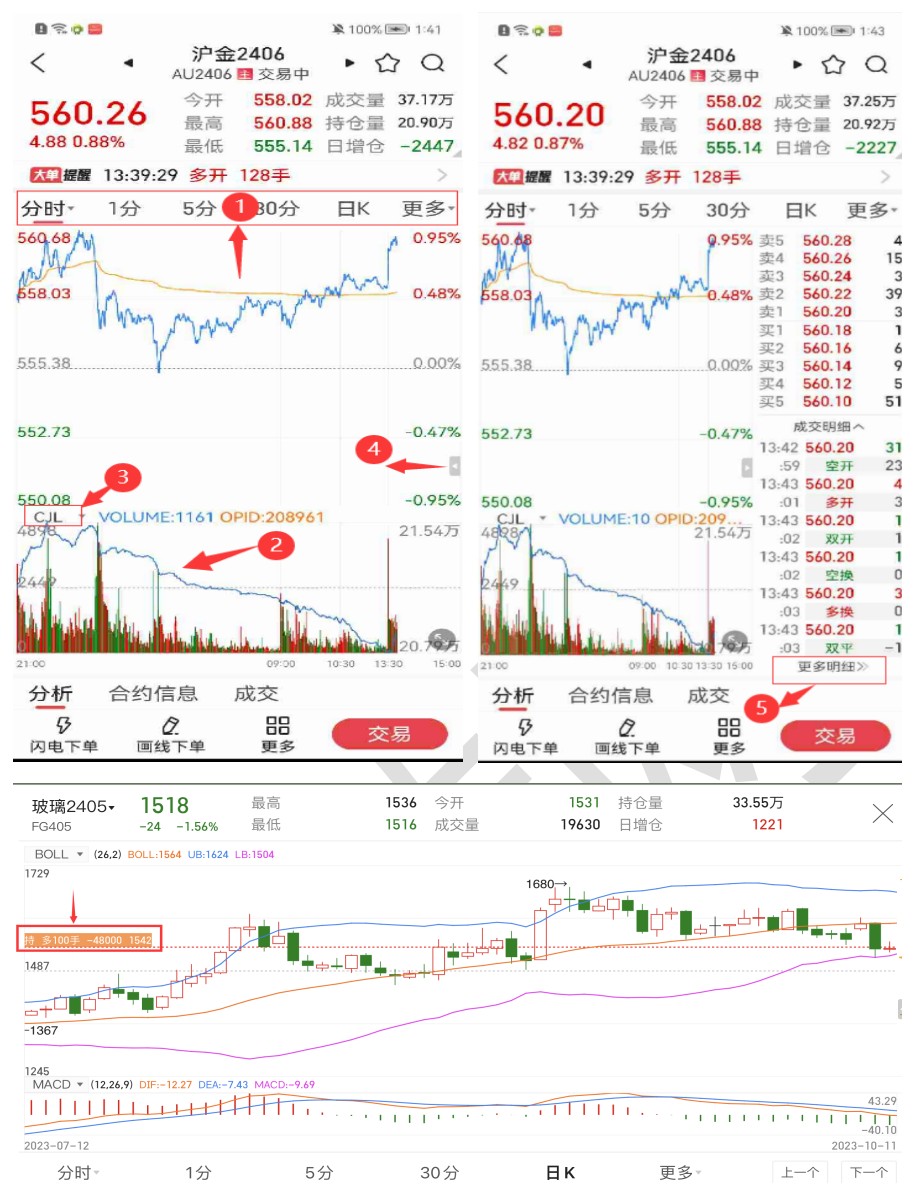 100% 1:41
沪金2406
AU2406 主 交易中
560.26
4.88 0.88%
今开 558.02 成交量 37.17万
最高 560.88 持仓量 20.90万
最低 555.14 日增仓 -2447
大单提醒 13:39:29 多开 128手
分时 1分 5分 30分 日K 更多
1
560.68 0.95%
558.03 0.48%
555.38 0.00%
552.73 -0.47%
4
3
550.08 -0.95%
CJL VOLUME:1161 OPID:208961
4898 21.54万
2
2449
20.79万
21:00 09:00 10:30 13:30 15:00
分析 合约信息 成交
闪电下单 画线下单 更多 交易
100% 1:43
沪金2406
AU2406 主 交易中
560.20
4.82 0.87%
今开 558.02 成交量 37.25万
最高 560.88 持仓量 20.92万
最低 555.14 日增仓 -2227
大单提醒 13:39:29 多开 128手
分时 1分 5分 30分 日K 更多
560.68 0.95%
558.03 0.48%
555.38 0.00%
552.73 -0.47%
550.08 -0.95%
CJL VOLUME:10 OPID:209...
4898 21.54万
2449
20.79万
21:00 09:00 10:30 13:30 15:00
卖5 560.28 4
卖4 560.26 15
卖3 560.24 3
卖2 560.22 39
卖1 560.20 3
买1 560.18 1
买2 560.16 6
买3 560.14 9
买4 560.12 5
买5 560.10 51
成交明细
13:42 560.20 31
:59 空开 23
13:43 560.20 4
:01 多开 3
13:43 560.20 1
:02 双开 1
13:43 560.20 1
:02 空换 0
13:43 560.20 3
:03 多换 0
13:43 560.20 1
:03 双平 -1
更多明细
5
分析 合约信息 成交
闪电下单 画线下单 更多 交易
玻璃2405 1518 最高 1536 今开 1531 持仓量 33.55万
FG405 -24 -1.56% 最低 1516 成交量 19630 日增仓 1221
BOLL (26,2) BOLL:1564 UB:1624 LB:1504
1729
1680→
持 多100手 -48000 1542
1487
-1367
1245
MACD (12,26,9) DIF:-12.27 DEA:-7.43 MACD:-9.69
43.29
-40.10
2023-07-12 2023-10-11
分时 1分 5分 30分 日K 更多 上一个 下一个